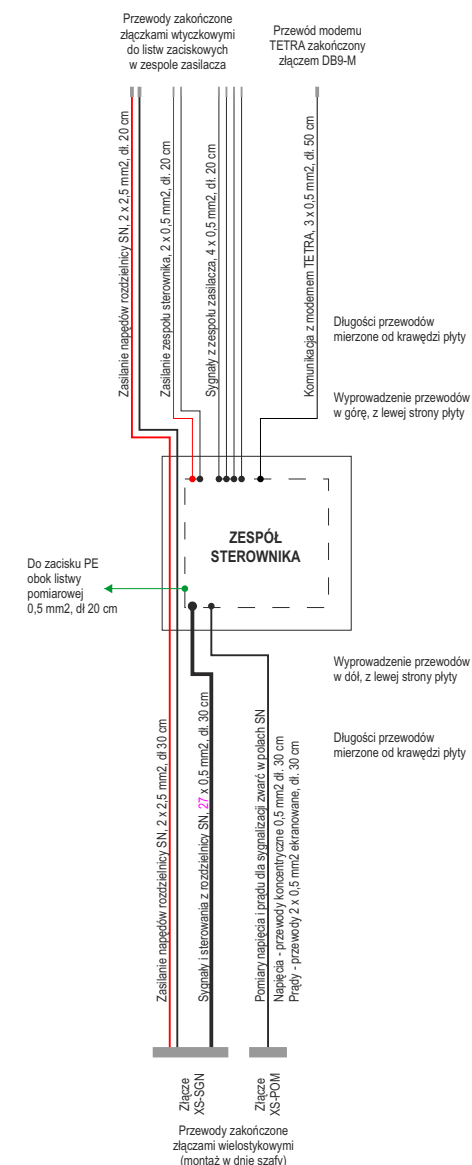 Przewody zakończone
złączkami wtyczkowymi
do listw zaciskowych
w zespole zasilacza
Przewód modemu
TETRA zakończony
złączem DB9-M
Zasilanie napędów rozdzielnicy SN, 2 x 2,5 mm2, dł. 20 cm
Zasilanie zespołu sterownika, 2 x 0,5 mm2, dł. 20 cm
Sygnały z zespołu zasilacza, 4 x 0,5 mm2, dł. 20 cm
Komunikacja z modemem TETRA, 3 x 0,5 mm2, dł. 50 cm
Długości przewodów
mierzone od krawędzi płyty
Wyprowadzenie przewodów
w górę, z lewej strony płyty
ZESPÓŁ
STEROWNIKA
Do zacisku PE
obok listwy
pomiarowej
0,5 mm2, dł 20 cm
Wyprowadzenie przewodów
w dół, z lewej strony płyty
Długości przewodów
mierzone od krawędzi płyty
Zasilanie napędów rozdzielnicy SN, 2 x 2,5 mm2, dł 30 cm
Sygnały i sterowania z rozdzielnicy SN, 27 x 0,5 mm2, dł. 30 cm
Pomiary napięcia i prądu dla sygnalizacji zwarć w polach SN
Napięcia - przewody koncentryczne 0,5 mm2 dł. 30 cm
Prądy - przewody 2 x 0,5 mm2 ekranowane, dł. 30 cm
Złącze
XS-SGN
Złącze
XS-POM
Przewody zakończone
złączami wielostykowymi
(montaż w dnie szafy)